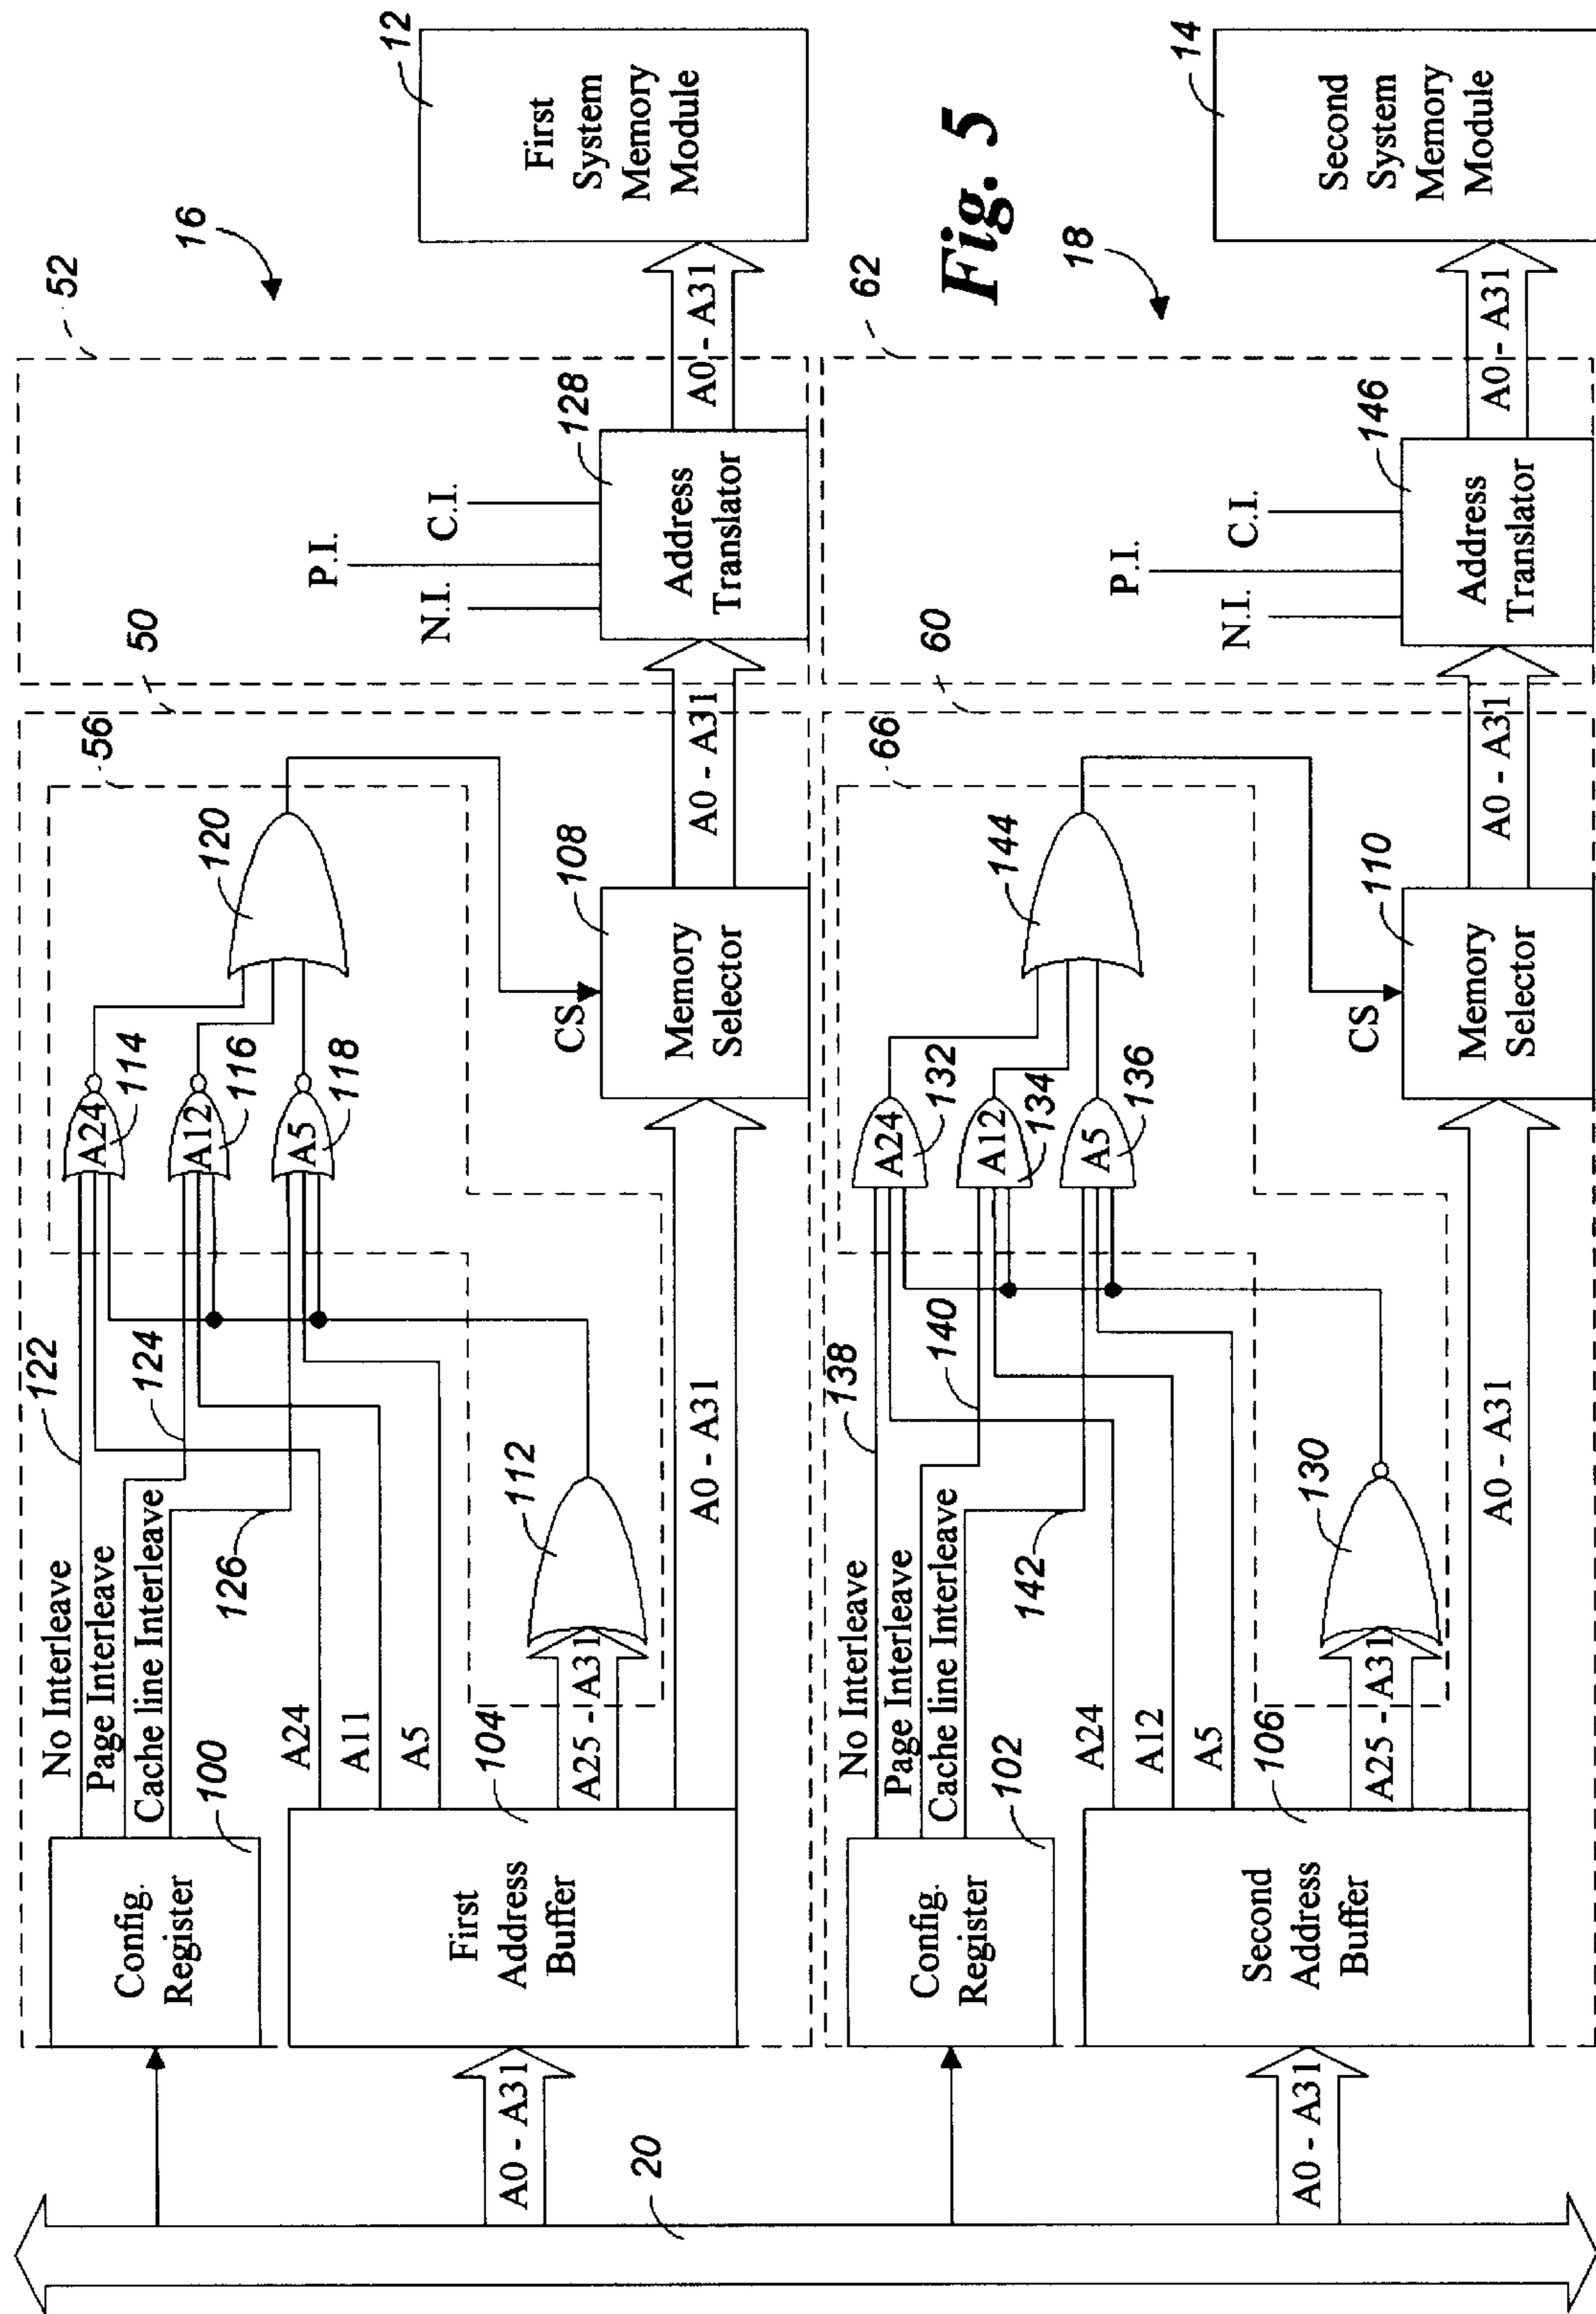 No Interleave
Page Interleave
Cache line Interleave
Config.
Register
100
122
124
126
A24
114
A12
116
A5
118
120
56
50
52
16
12
First
System
Memory
Module
First
Address
Buffer
104
A24
A11
A5
A25 - A31
112
A0 - A31
A0 - A31
CS
108
Memory
Selector
A0 - A31
N.I.
P.I.
C.I.
128
Address
Translator
A0 - A31
20
Fig. 5
No Interleave
Page Interleave
Cache line Interleave
Config.
Register
102
138
140
142
A24
132
A12
134
A5
136
144
66
60
62
18
14
Second
System
Memory
Module
Second
Address
Buffer
106
A24
A12
A5
A25 - A31
130
A0 - A31
A0 - A31
CS
110
Memory
Selector
A0 - A31
N.I.
P.I.
C.I.
146
Address
Translator
A0 - A31